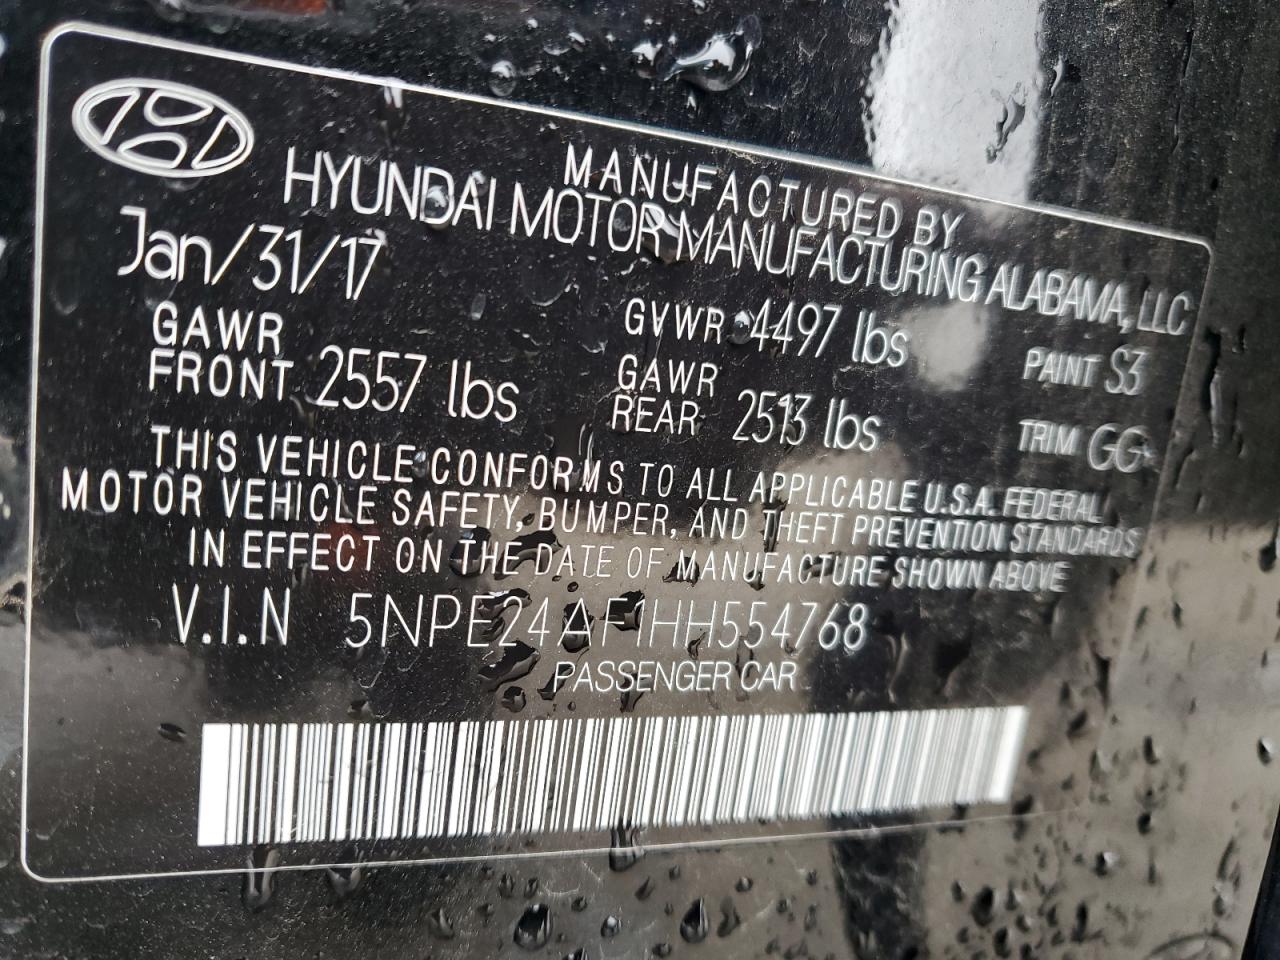 MANUFACTURED BY
HYUNDAI MOTOR MANUFACTURING ALABAMA, LLC
Jan/31/17
GVWR 4497 lbs
PAINT S3
GAWR FRONT 2557 lbs
GAWR REAR 2513 lbs
TRIM GG
THIS VEHICLE CONFORMS TO ALL APPLICABLE U.S.A. FEDERAL
MOTOR VEHICLE SAFETY, BUMPER, AND THEFT PREVENTION STANDARDS
IN EFFECT ON THE DATE OF MANUFACTURE SHOWN ABOVE
V.I.N 5NPE24AF1HH554768
PASSENGER CAR